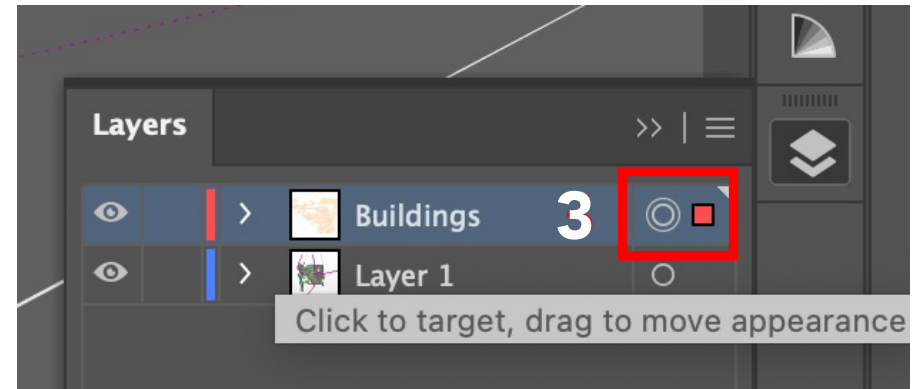 Layers
Buildings 3
Layer 1
Click to target, drag to move appearance